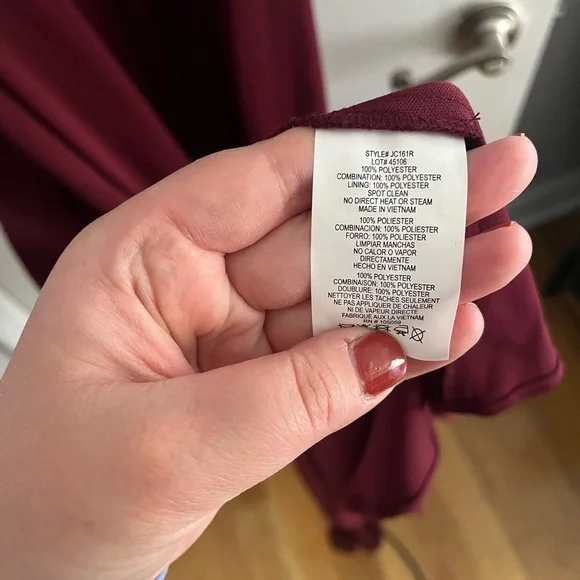 STYLE# JC161R
LOT# 45106
100% POLYESTER
COMBINATION: 100% POLYESTER
LINING: 100% POLYESTER
SPOT CLEAN
NO DIRECT HEAT OR STEAM
MADE IN VIETNAM
100% POLIESTER
COMBINACION: 100% POLIESTER
FORRO: 100% POLIESTER
LIMPIAR MANCHAS
NO CALOR O VAPOR
DIRECTAMENTE
HECHO EN VIETNAM
100% POLYESTER
COMBINAISON: 100% POLYESTER
DOUBLURE: 100% POLYESTER
NETTOYER LES TACHES SEULEMENT
NE PAS APPLIQUER DE CHALEUR
NI DE VAPEUR DIRECTE
FABRIQUÉ AUX VIETNAM
RN # 105059